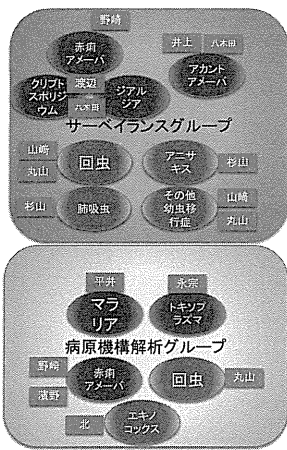 野崎
赤痢
アメーバ
井上 八木田
アカント
アメーバ
クリプト
スポリジ
ウム
渡辺
八木田
ジアル
ジア
サーベイランスグループ
山崎
丸山
回虫
アニサ
キス
杉山
杉山
肺吸虫
その他
幼虫移
行症
山崎
丸山
平井
マラ
リア
永宗
トキソプ
ラズマ
病原機構解析グループ
野崎
濱野
赤痢
アメーバ
回虫
丸山
北
エキノ
コックス